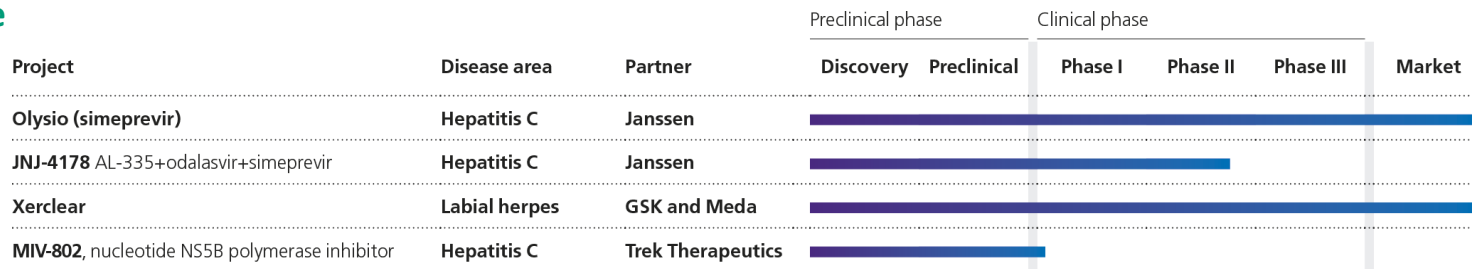 e
Preclinical phase Clinical phase
Project Disease area Partner Discovery Preclinical Phase I Phase II Phase III Market
Olysio (simeprevir) Hepatitis C Janssen
JNJ-4178 AL-335+odalasvir+simeprevir Hepatitis C Janssen
Xerclear Labial herpes GSK and Meda
MIV-802, nucleotide NS5B polymerase inhibitor Hepatitis C Trek Therapeutics